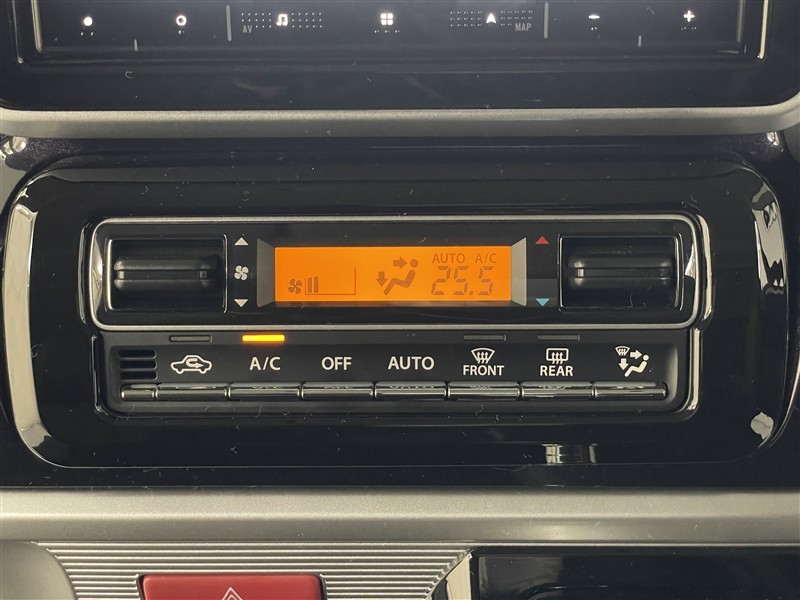 AV MAP
AUTO A/C
25.5
A/C OFF AUTO FRONT REAR